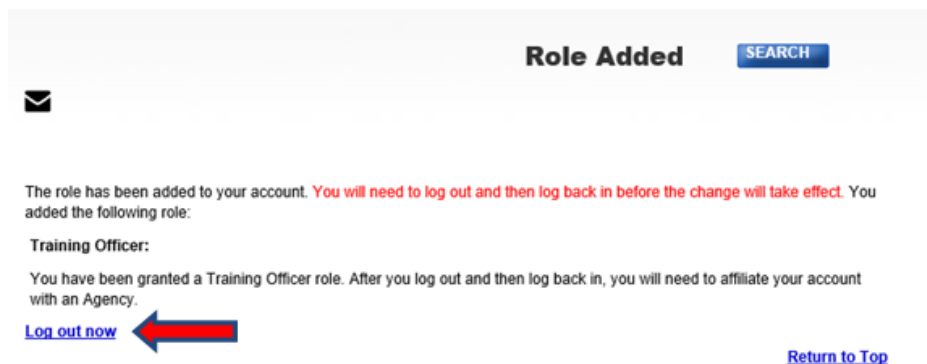 Role Added
SEARCH
The role has been added to your account. You will need to log out and then log back in before the change will take effect. You
added the following role:
Training Officer:
You have been granted a Training Officer role. After you log out and then log back in, you will need to affiliate your account
with an Agency.
Log out now
Return to Top